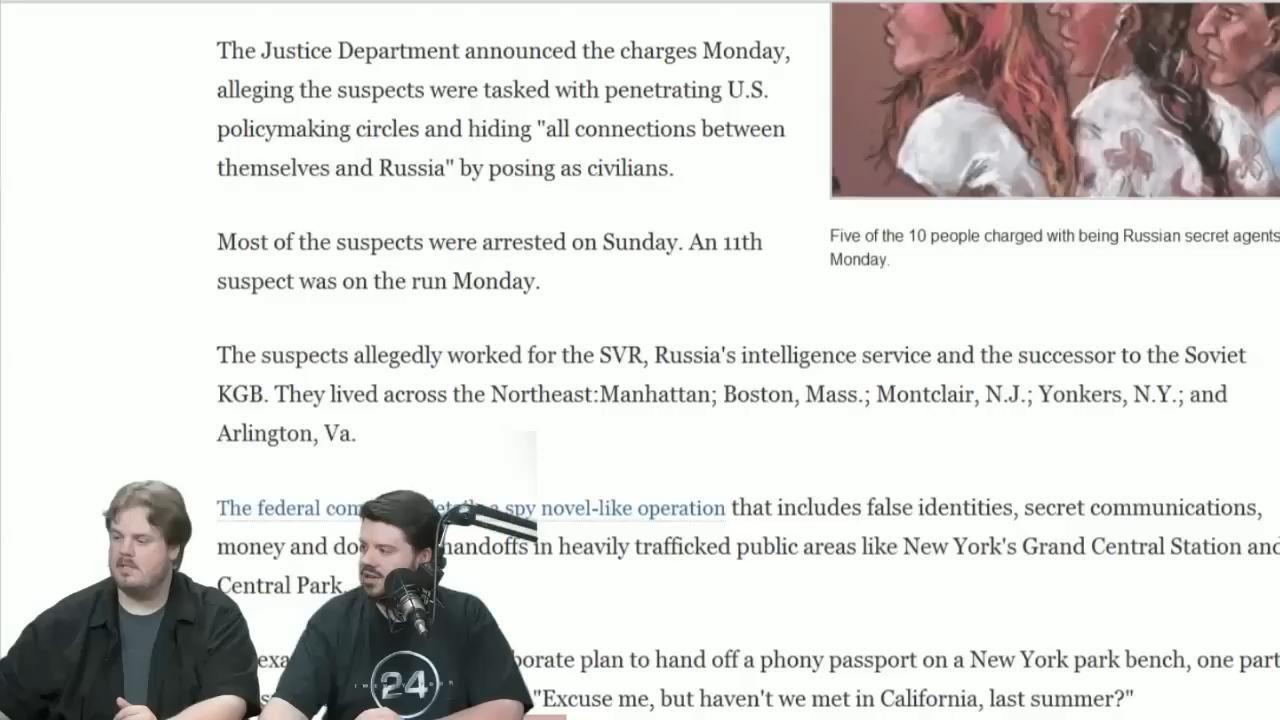 The Justice Department announced the charges Monday,
alleging the suspects were tasked with penetrating U.S.
policymaking circles and hiding "all connections between
themselves and Russia" by posing as civilians.
Five of the 10 people charged with being Russian secret agents
Monday.
Most of the suspects were arrested on Sunday. An 11th
suspect was on the run Monday.
The suspects allegedly worked for the SVR, Russia's intelligence service and the successor to the Soviet
KGB. They lived across the Northeast:Manhattan; Boston, Mass.; Montclair, N.J.; Yonkers, N.Y.; and
Arlington, Va.
The federal com a spy novel-like operation that includes false identities, secret communications,
money and do handoffs in heavily trafficked public areas like New York's Grand Central Station and
Central Park.
exa borate plan to hand off a phony passport on a New York park bench, one part
"Excuse me, but haven't we met in California, last summer?"
24